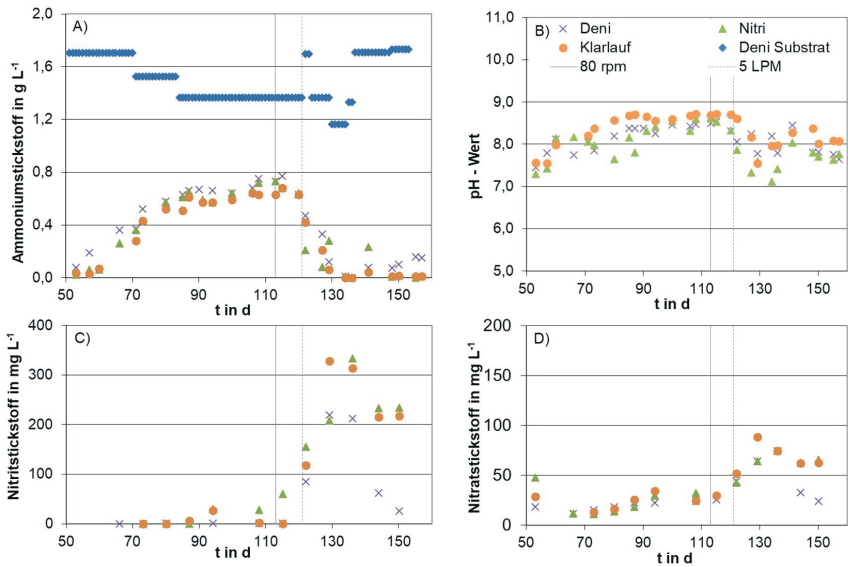 A)
2,0
1,6
1,2
0,8
0,4
0,0
Ammoniumstickstoff in g L⁻¹
50 70 90 110 130 150
t in d
B)
Deni Nitri
Klarlauf Deni Substrat
80 rpm 5 LPM
9,0
8,0
7,0
6,0
5,0
pH - Wert
50 70 90 110 130 150
t in d
C)
400
300
200
100
0
Nitritstickstoff in mg L⁻¹
50 70 90 110 130 150
t in d
D)
200
150
100
50
0
Nitratstickstoff in mg L⁻¹
50 70 90 110 130 150
t in d